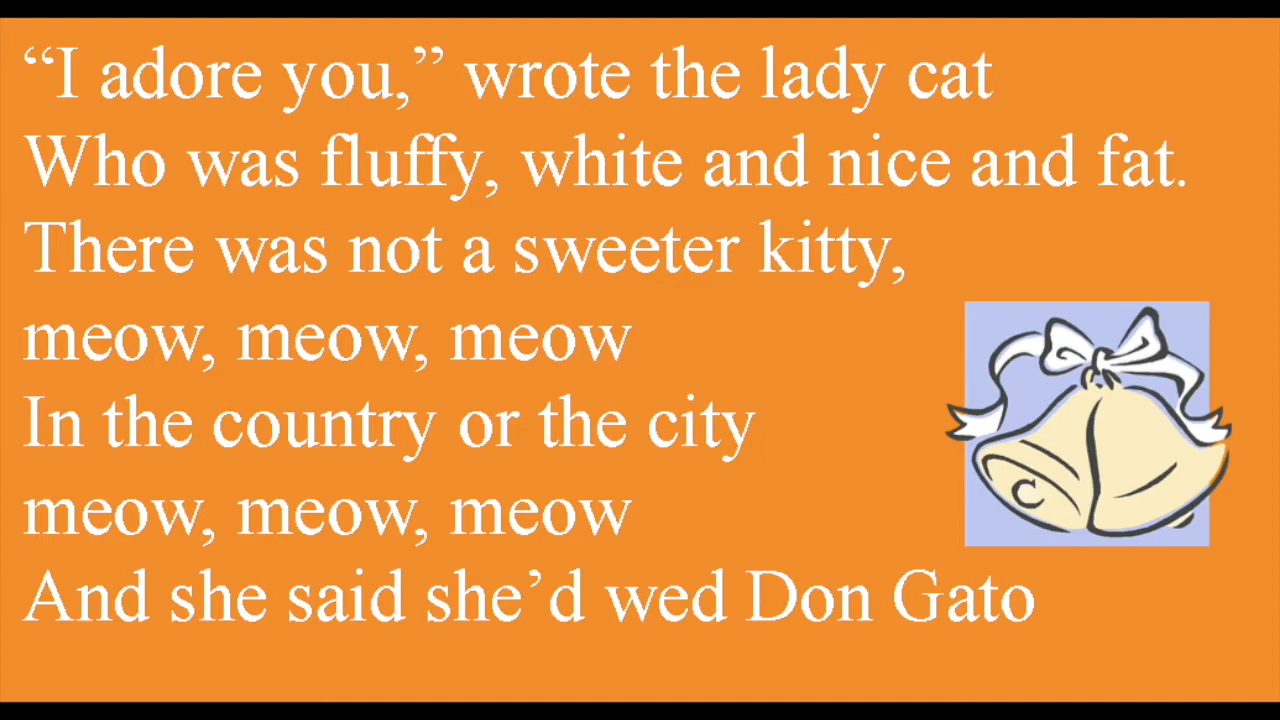 “I adore you,” wrote the lady cat
Who was fluffy, white and nice and fat.
There was not a sweeter kitty,
meow, meow, meow
In the country or the city
meow, meow, meow
And she said she’d wed Don Gato